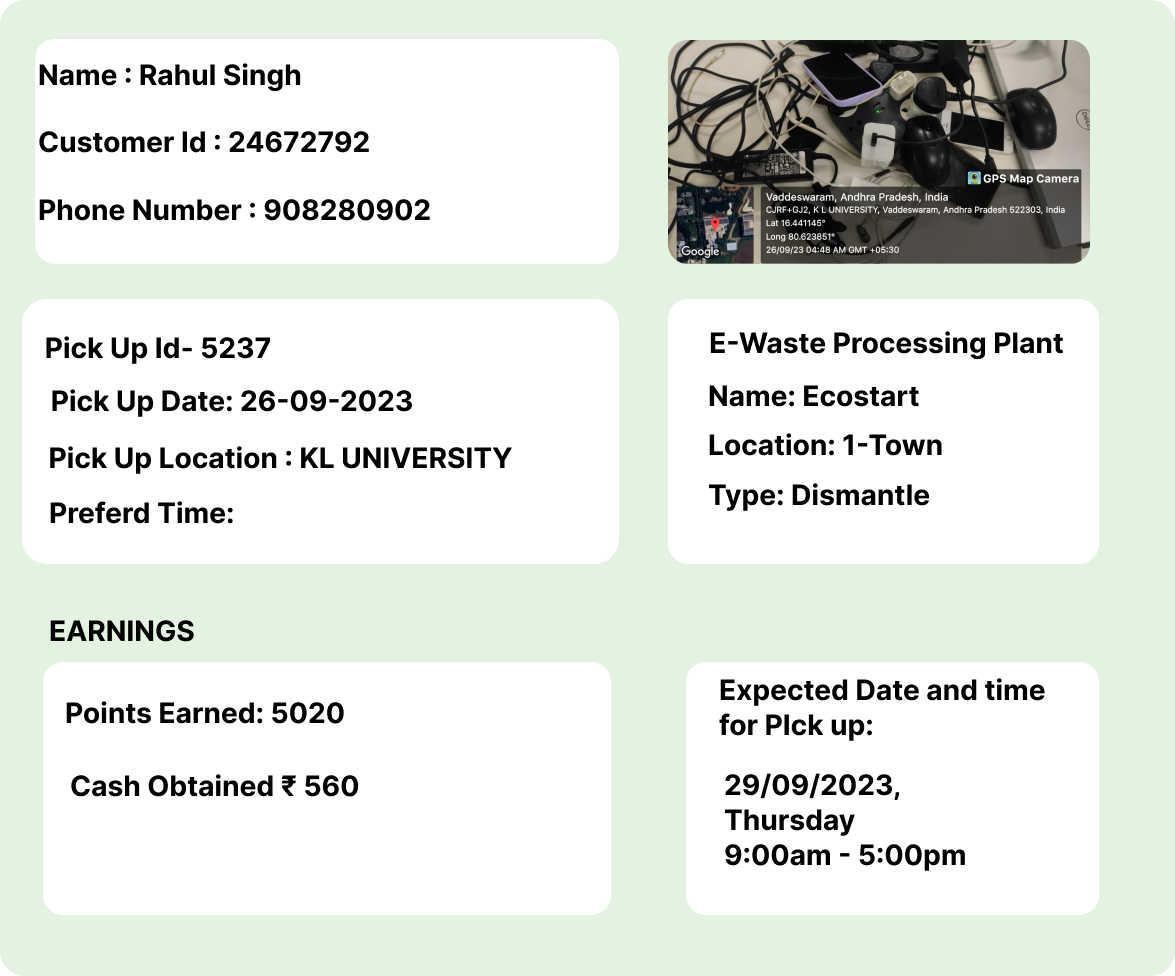 Name : Rahul Singh
Customer Id : 24672792
Phone Number : 908280902
GPS Map Camera
Vaddeswaram, Andhra Pradesh, India
CJRF+GJ2, K L UNIVERSITY, Vaddeswaram, Andhra Pradesh 522303, India
Lat 16.441145°
Long 80.623851°
26/09/23 04:48 AM GMT +05:30
Google
Pick Up Id- 5237
Pick Up Date: 26-09-2023
Pick Up Location : KL UNIVERSITY
Preferd Time:
E-Waste Processing Plant
Name: Ecostart
Location: 1-Town
Type: Dismantle
EARNINGS
Points Earned: 5020
Cash Obtained ₹ 560
Expected Date and time
for PIck up:
29/09/2023,
Thursday
9:00am - 5:00pm